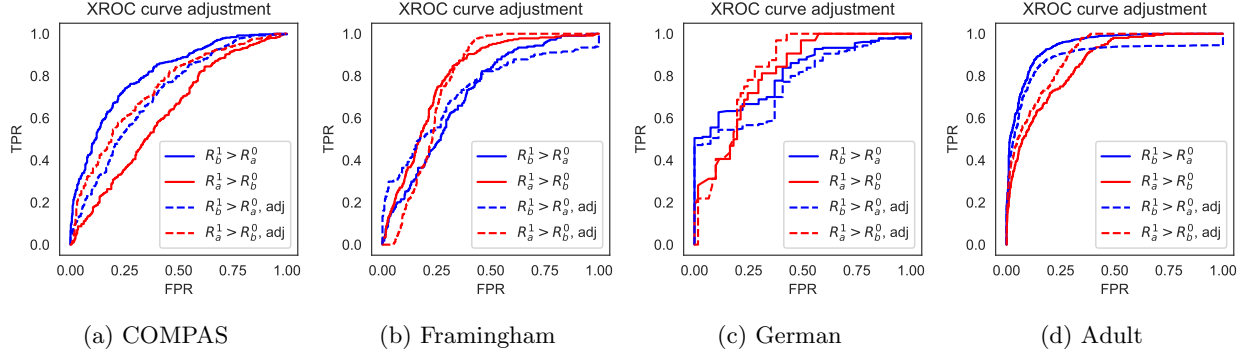 XROC curve adjustment
1.0
0.8
0.6
0.4
0.2
0.0
TPR
0.00 0.25 0.50 0.75 1.00
FPR
$R_b^1 > R_a^0$
$R_a^1 > R_b^0$
$R_b^1 > R_a^0$, adj
$R_a^1 > R_b^0$, adj
(a) COMPAS
XROC curve adjustment
1.0
0.8
0.6
0.4
0.2
0.0
TPR
0.00 0.25 0.50 0.75 1.00
FPR
$R_b^1 > R_a^0$
$R_a^1 > R_b^0$
$R_b^1 > R_a^0$, adj
$R_a^1 > R_b^0$, adj
(b) Framingham
XROC curve adjustment
1.0
0.8
0.6
0.4
0.2
0.0
TPR
0.00 0.25 0.50 0.75 1.00
FPR
$R_b^1 > R_a^0$
$R_a^1 > R_b^0$
$R_b^1 > R_a^0$, adj
$R_a^1 > R_b^0$, adj
(c) German
XROC curve adjustment
1.0
0.8
0.6
0.4
0.2
0.0
TPR
0.00 0.25 0.50 0.75 1.00
FPR
$R_b^1 > R_a^0$
$R_a^1 > R_b^0$
$R_b^1 > R_a^0$, adj
$R_a^1 > R_b^0$, adj
(d) Adult